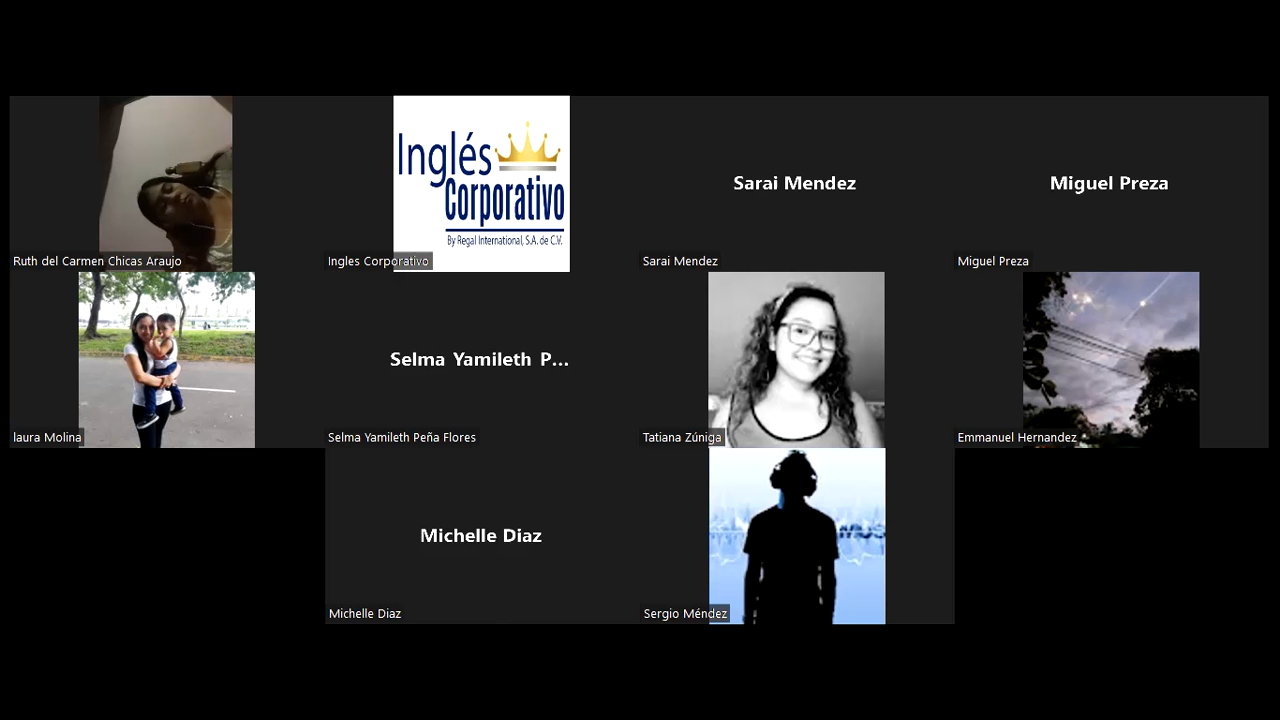 Inglés
Corporativo
By Regal International, S.A. de C.V.
Sarai Mendez
Miguel Preza
Ruth del Carmen Chicas Araujo
Ingles Corporativo
Sarai Mendez
Miguel Preza
Selma Yamileth P...
laura Molina
Selma Yamileth Peña Flores
Tatiana Zúniga
Emmanuel Hernandez
Michelle Diaz
Michelle Diaz
Sergio Méndez